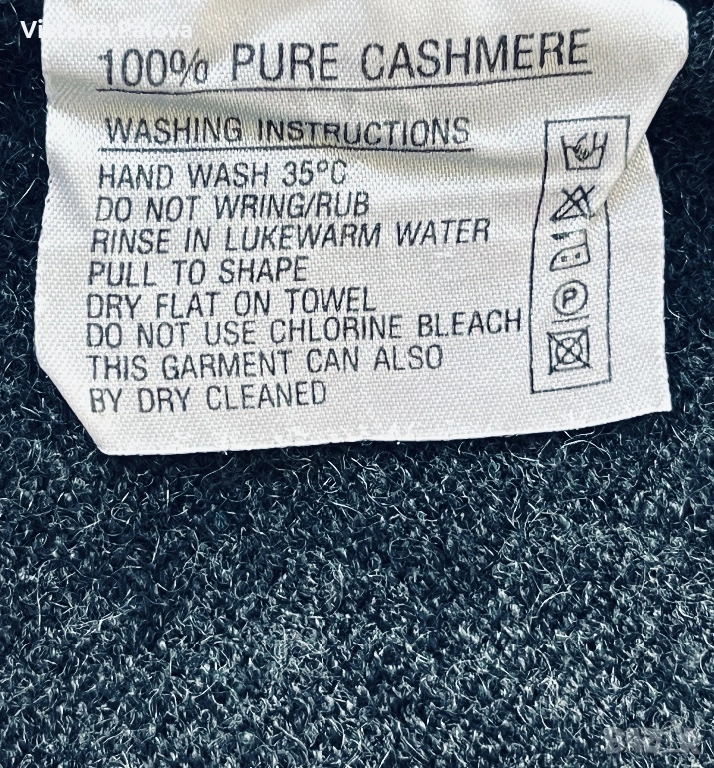 100% PURE CASHMERE
WASHING INSTRUCTIONS
HAND WASH 35°C
DO NOT WRING/RUB
RINSE IN LUKEWARM WATER
PULL TO SHAPE
DRY FLAT ON TOWEL
DO NOT USE CHLORINE BLEACH
THIS GARMENT CAN ALSO
BY DRY CLEANED
P